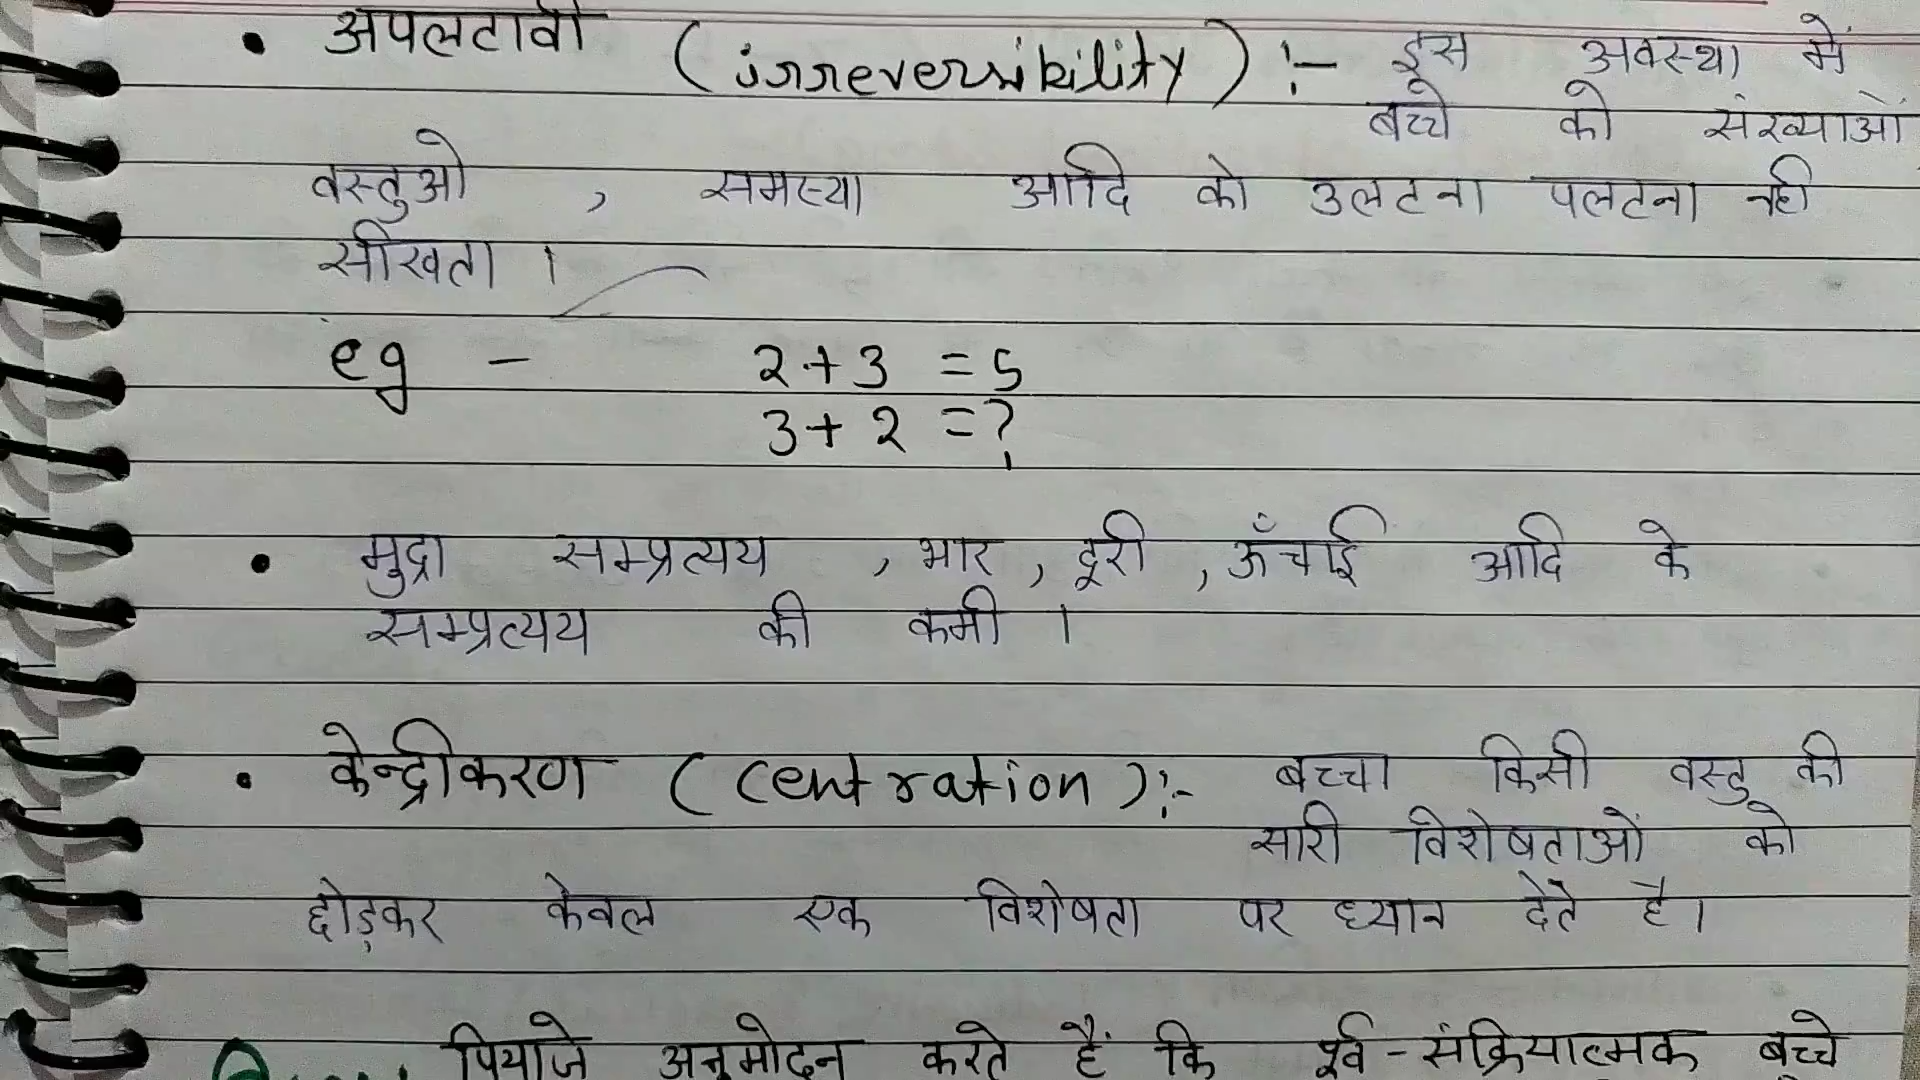 • अपलटावी (irreversibility) :- इस अवस्था में
बच्चे को संख्याओं
वस्तुओ , समस्या आदि को उलटना पलटना नही
सीखता ।
eg - 2+3 = 5
3+2 = ?
• मुद्रा सम्प्रत्यय , भार , दूरी , ऊँचाई आदि के
सम्प्रत्यय की कमी ।
• केन्द्रीकरण (Centration) :- बच्चा किसी वस्तु की
सारी विशेषताओं को
छोड़कर केवल एक विशेषता पर ध्यान देते है ।
पियाजे अनुमोदन करते हैं कि पूर्व - संक्रियात्मक बच्चे